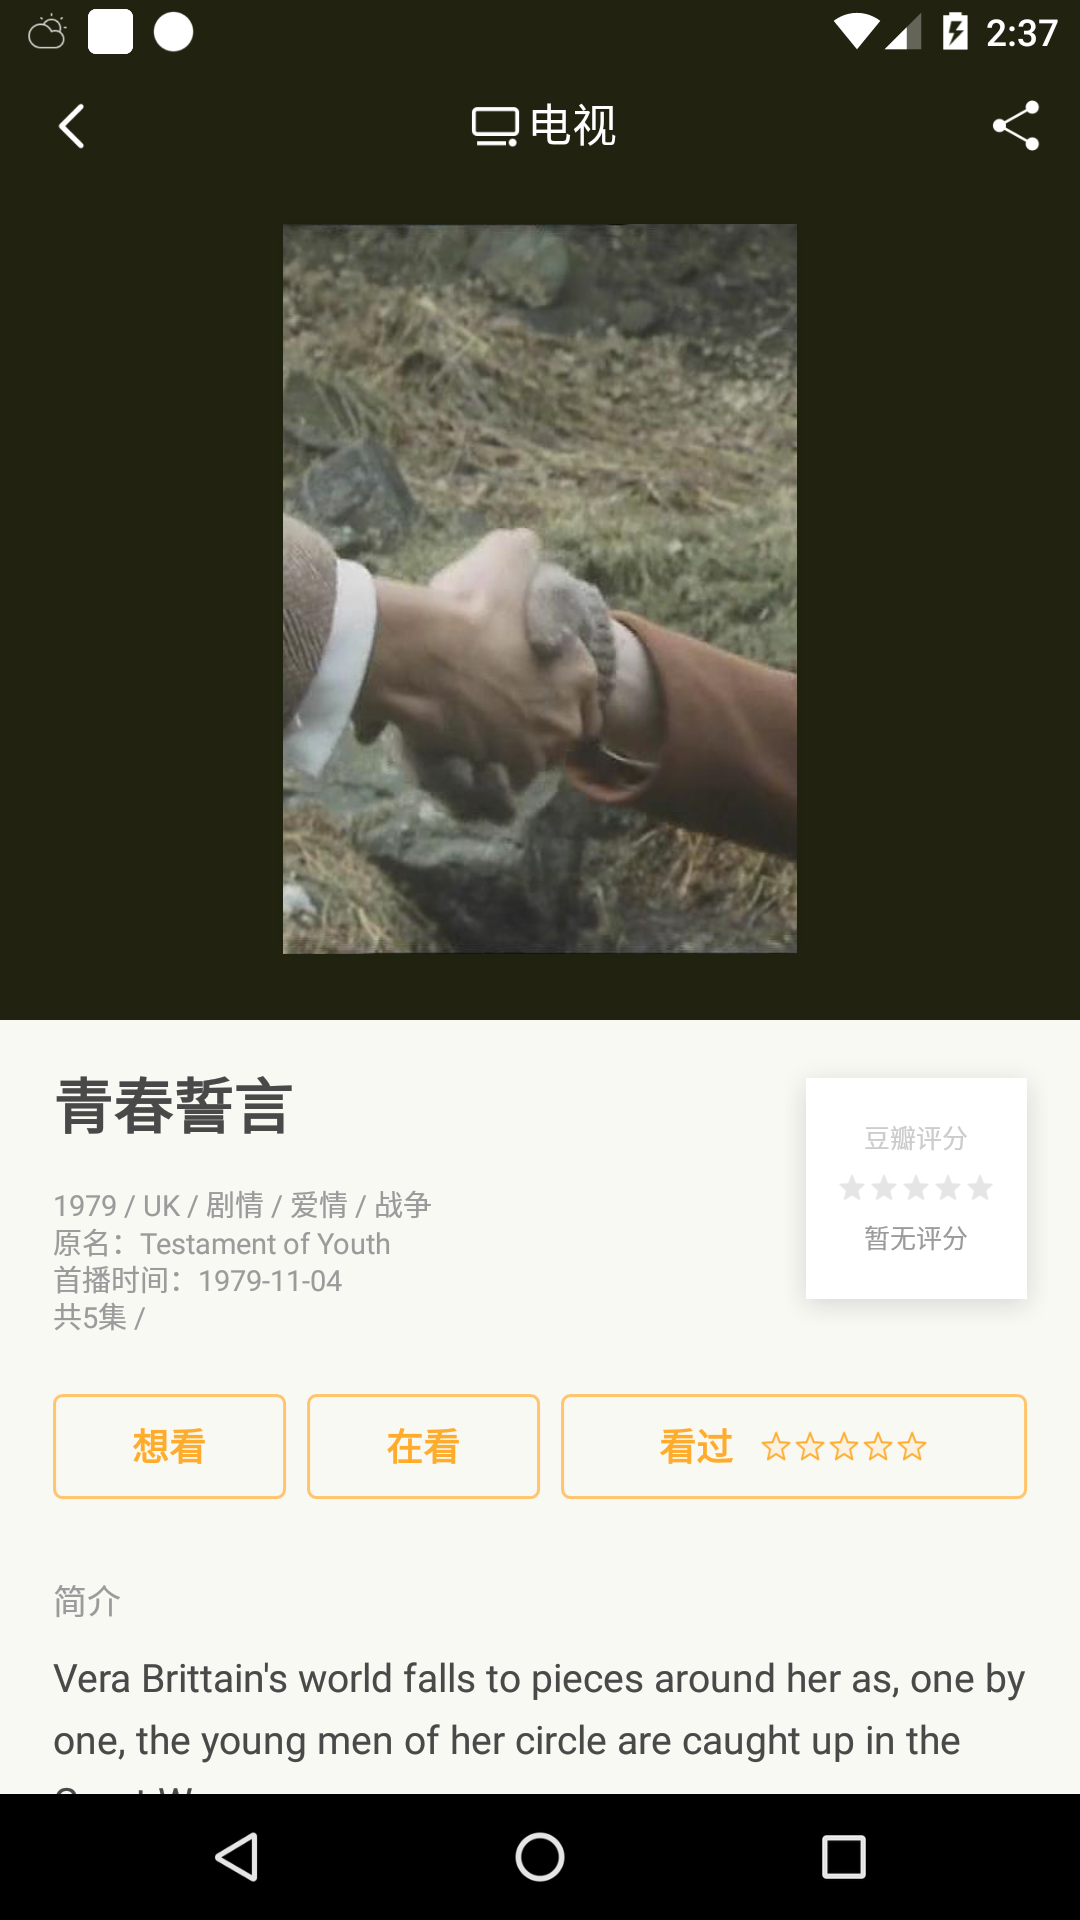 2:37
电视
青春誓言
豆瓣评分
暂无评分
1979 / UK / 剧情 / 爱情 / 战争
原名：Testament of Youth
首播时间：1979-11-04
共5集 /
想看
在看
看过
简介
Vera Brittain's world falls to pieces around her as, one by
one, the young men of her circle are caught up in the